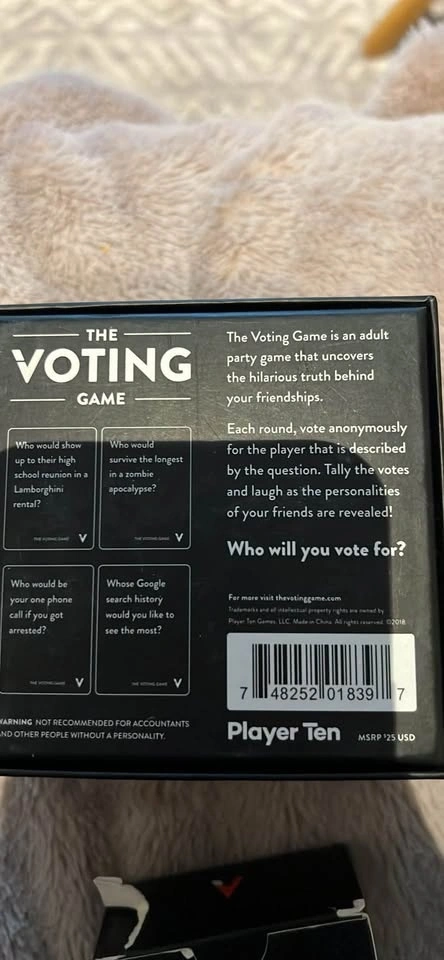 THE
VOTING
GAME
Who would show
up to their high
school reunion in a
Lamborghini
rental?
THE VOTING GAME V
Who would
survive the longest
in a zombie
apocalypse?
THE VOTING GAME V
Who would be
your one phone
call if you got
arrested?
THE VOTING GAME V
Whose Google
search history
would you like to
see the most?
THE VOTING GAME V
WARNING NOT RECOMMENDED FOR ACCOUNTANTS
AND OTHER PEOPLE WITHOUT A PERSONALITY.
The Voting Game is an adult
party game that uncovers
the hilarious truth behind
your friendships.
Each round, vote anonymously
for the player that is described
by the question. Tally the votes
and laugh as the personalities
of your friends are revealed!
Who will you vote for?
For more visit thevotinggame.com
Trademarks and all intellectual property rights are owned by
Player Ten Games, LLC. Made in China. All rights reserved. ©2018
7 48252 01839 7
Player Ten
MSRP $25 USD